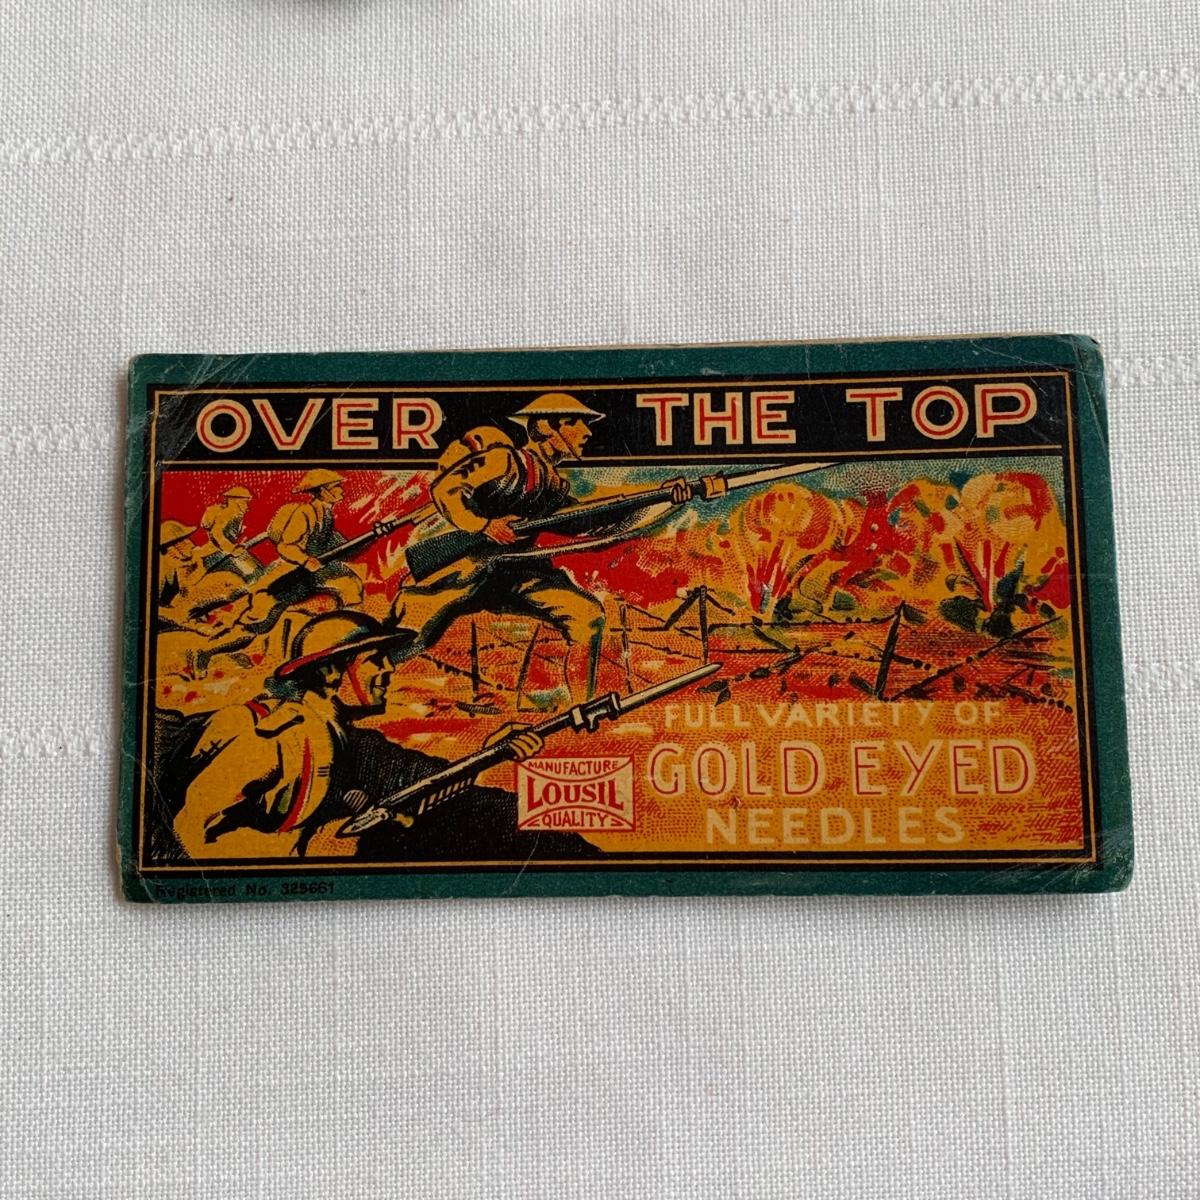 OVER THE TOP
FULL VARIETY OF
GOLD EYED
NEEDLES
MANUFACTURE
LOUSIL
QUALITY
Registered No. 325661